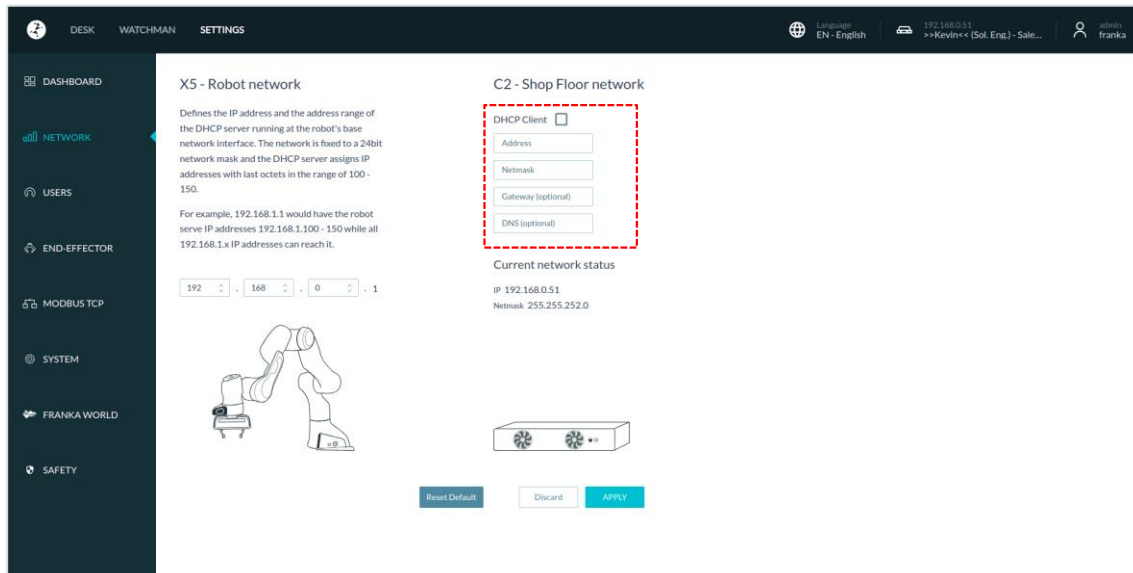 DESK WATCHMAN SETTINGS
Language
EN - English
192.168.0.51
>>Kevin<< (Sol. Eng.) - Sale...
admin
franka
DASHBOARD
NETWORK
USERS
END-EFFECTOR
MODBUS TCP
SYSTEM
FRANKA WORLD
SAFETY
X5 - Robot network
Defines the IP address and the address range of
the DHCP server running at the robot's base
network interface. The network is fixed to a 24bit
network mask and the DHCP server assigns IP
addresses with last octets in the range of 100 -
150.
For example, 192.168.1.1 would have the robot
serve IP addresses 192.168.1.100 - 150 while all
192.168.1.x IP addresses can reach it.
192 . 168 . 0 . 1
C2 - Shop Floor network
DHCP Client
Address
Netmask
Gateway (optional)
DNS (optional)
Current network status
IP 192.168.0.51
Netmask 255.255.252.0
Reset Default Discard APPLY